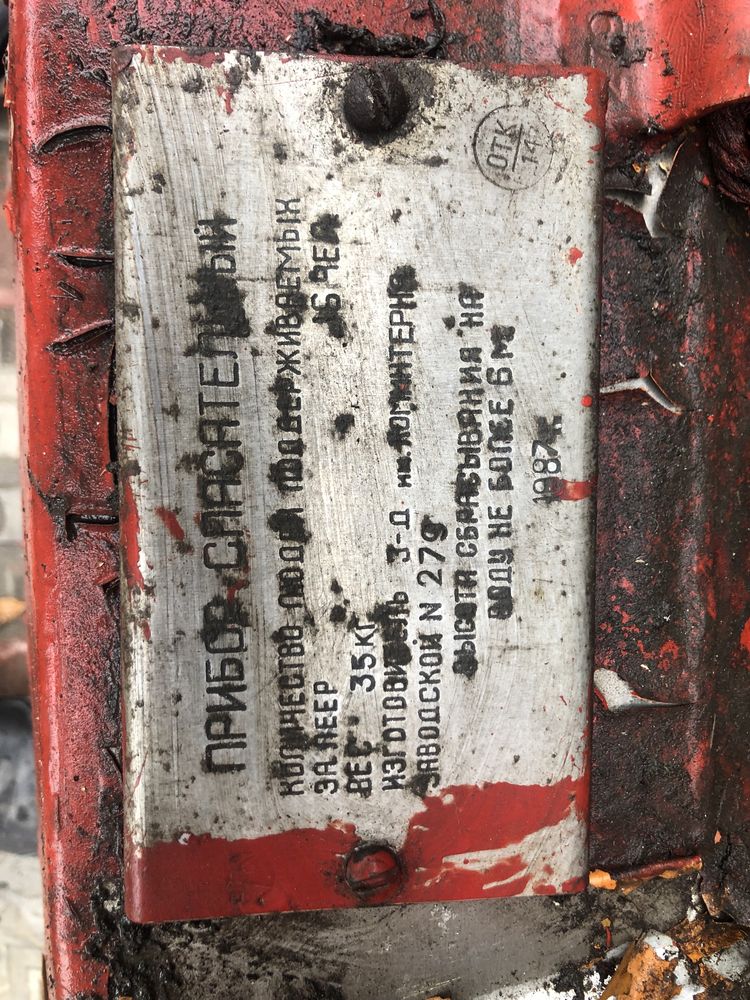 ОТК
14
ПРИБОР СПАСАТЕЛЬНЫЙ
КОЛИЧЕСТВО ЛЮДЕЙ ПОДДЕРЖИВАЕМЫХ
ЗА ЛЕЕР 16 ЧЕЛ
ВЕС 35 КГ
ИЗГОТОВИТЕЛЬ З-Д им. КОМИНТЕРНА
ЗАВОДСКОЙ N 279
ВЫСОТА СБРАСЫВАНИЯ НА
ВОДУ НЕ БОЛЕЕ 6 м
1987 г